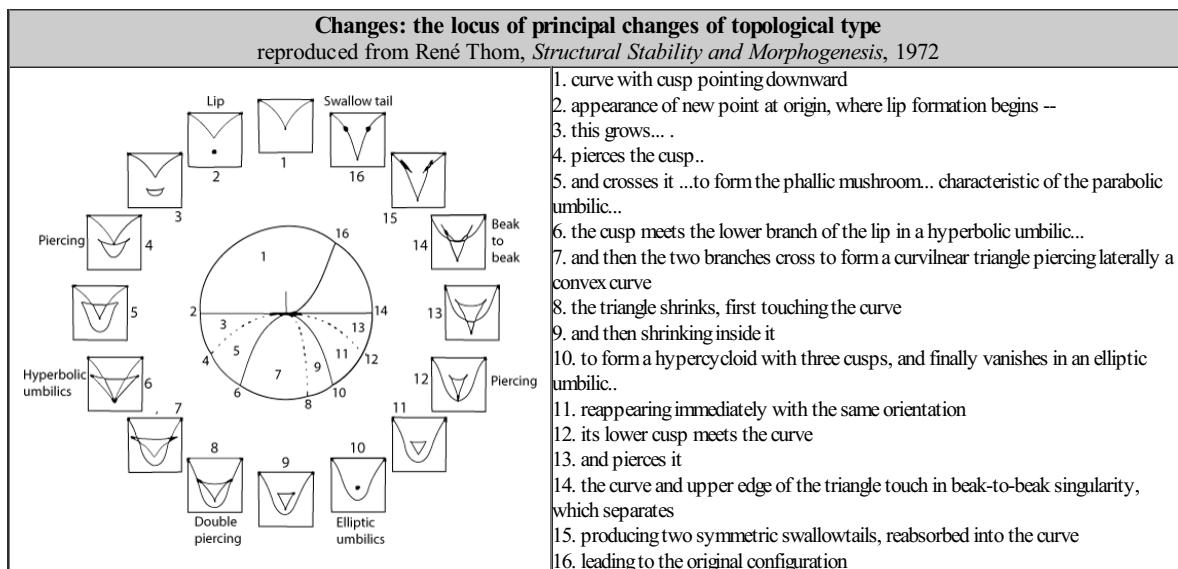 Changes: the locus of principal changes of topological type
reproduced from René Thom, Structural Stability and Morphogenesis, 1972
Lip
Swallow tail
1
2
16
3
15
Piercing
4
14
Beak
to
beak
5
13
Hyperbolic
umbilics
6
12
Piercing
7
11
8
9
10
Double
piercing
Elliptic
umbilics
16
1
2
14
3
13
4
5
11
12
9
7
6
10
8
1. curve with cusp pointing downward
2. appearance of new point at origin, where lip formation begins --
3. this grows... .
4. pierces the cusp..
5. and crosses it ...to form the phallic mushroom... characteristic of the parabolic
umbilic...
6. the cusp meets the lower branch of the lip in a hyperbolic umbilic...
7. and then the two branches cross to form a curvilnear triangle piercing laterally a
convex curve
8. the triangle shrinks, first touching the curve
9. and then shrinking inside it
10. to form a hypercycloid with three cusps, and finally vanishes in an elliptic
umbilic..
11. reappearing immediately with the same orientation
12. its lower cusp meets the curve
13. and pierces it
14. the curve and upper edge of the triangle touch in beak-to-beak singularity,
which separates
15. producing two symmetric swallowtails, reabsorbed into the curve
16. leading to the original configuration